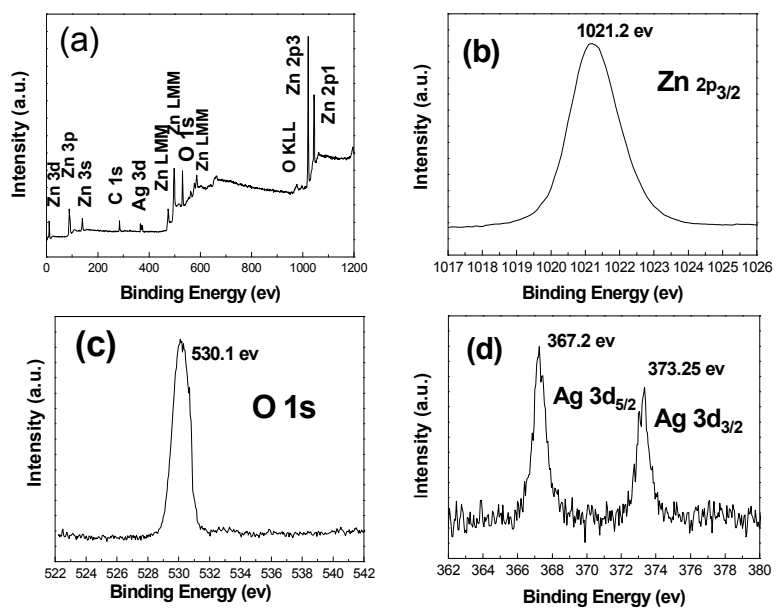 (a)
Intensity (a.u.)
Zn 3d
Zn 3p
Zn 3s
C 1s
Ag 3d
Zn LMM
Zn LMM
O 1s
Zn LMM
O KLL
Zn 2p3
Zn 2p1
0 200 400 600 800 1000 1200
Binding Energy (ev)
(b)
1021.2 ev
Zn 2p3/2
Intensity (a.u.)
1017 1018 1019 1020 1021 1022 1023 1024 1025 1026
Binding Energy (ev)
(c)
530.1 ev
O 1s
Intensity (a.u.)
522 524 526 528 530 532 534 536 538 540 542
Binding Energy (ev)
(d)
367.2 ev
373.25 ev
Ag 3d5/2
Ag 3d3/2
Intensity (a.u.)
362 364 366 368 370 372 374 376 378 380
Binding Energy (ev)